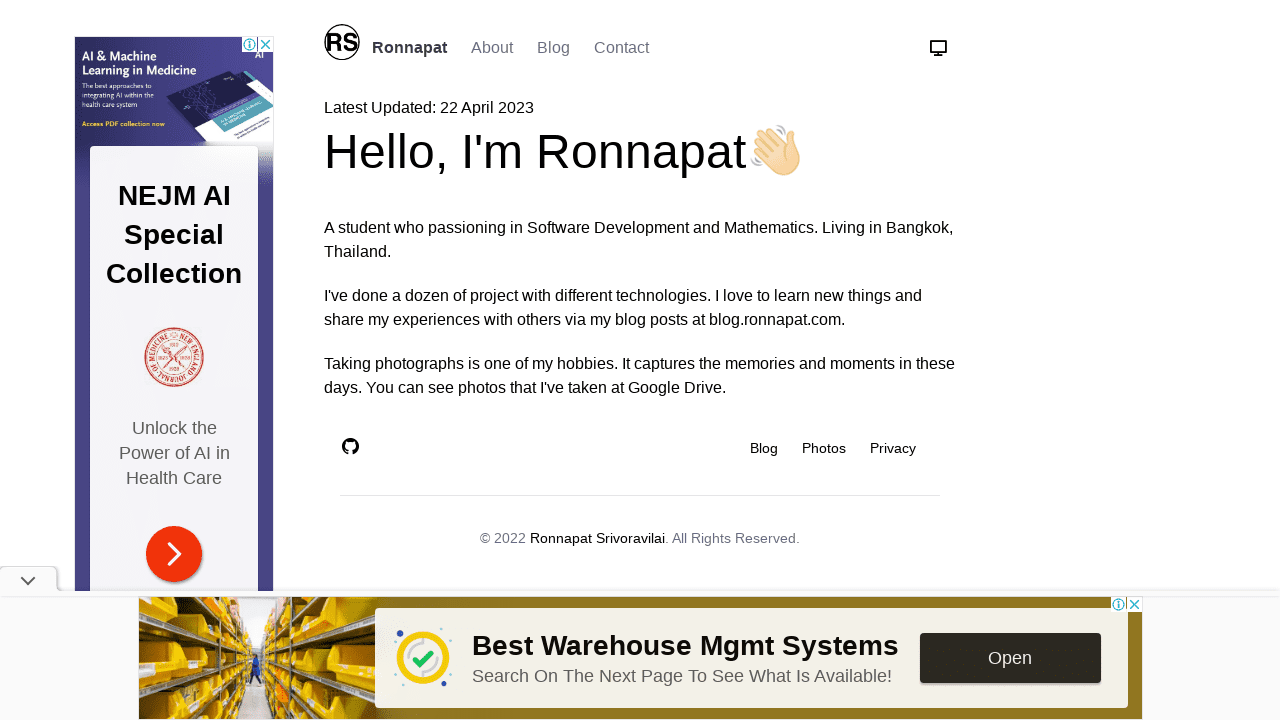 RS
Ronnapat
About
Blog
Contact
Latest Updated: 22 April 2023
Hello, I'm Ronnapat
A student who passioning in Software Development and Mathematics. Living in Bangkok,
Thailand.
I've done a dozen of project with different technologies. I love to learn new things and
share my experiences with others via my blog posts at blog.ronnapat.com.
Taking photographs is one of my hobbies. It captures the memories and moments in these
days. You can see photos that I've taken at Google Drive.
Blog
Photos
Privacy
© 2022 Ronnapat Srivoravilai. All Rights Reserved.
AI & Machine
Learning in Medicine
The best approaches to
integrating AI within the
health care system
Access PDF collection now
AI
NEJM AI
Special
Collection
Unlock the
Power of AI in
Health Care
Best Warehouse Mgmt Systems
Search On The Next Page To See What Is Available!
Open